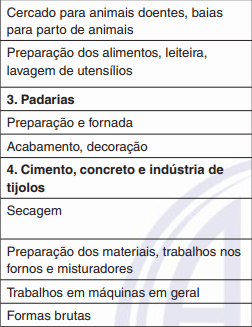 Cercado para animais doentes, baias
para parto de animais
Preparação dos alimentos, leiteira,
lavagem de utensílios
3. Padarias
Preparação e fornada
Acabamento, decoração
4. Cimento, concreto e indústria de
tijolos
Secagem
Preparação dos materiais, trabalhos nos
fornos e misturadores
Trabalhos em máquinas em geral
Formas brutas